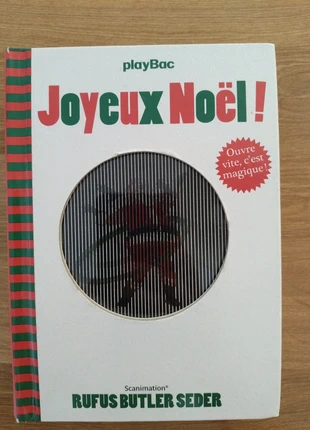 playBac
Joyeux Noël !
Ouvre
vite, c'est
magique !
Scanimation®
RUFUS BUTLER SEDER